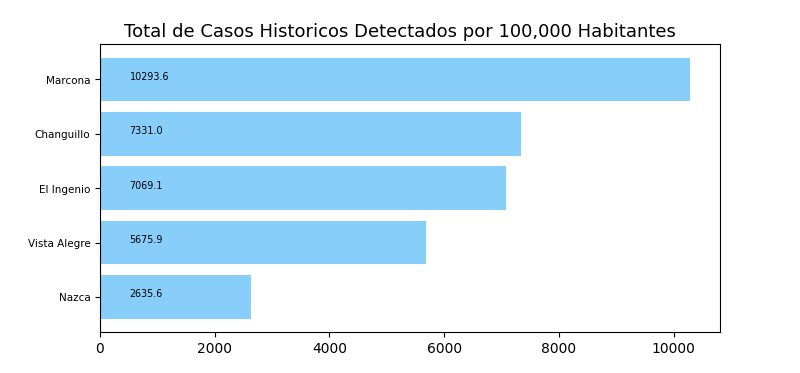 Total de Casos Historicos Detectados por 100,000 Habitantes
Marcona 10293.6
Changuillo 7331.0
El Ingenio 7069.1
Vista Alegre 5675.9
Nazca 2635.6
0 2000 4000 6000 8000 10000